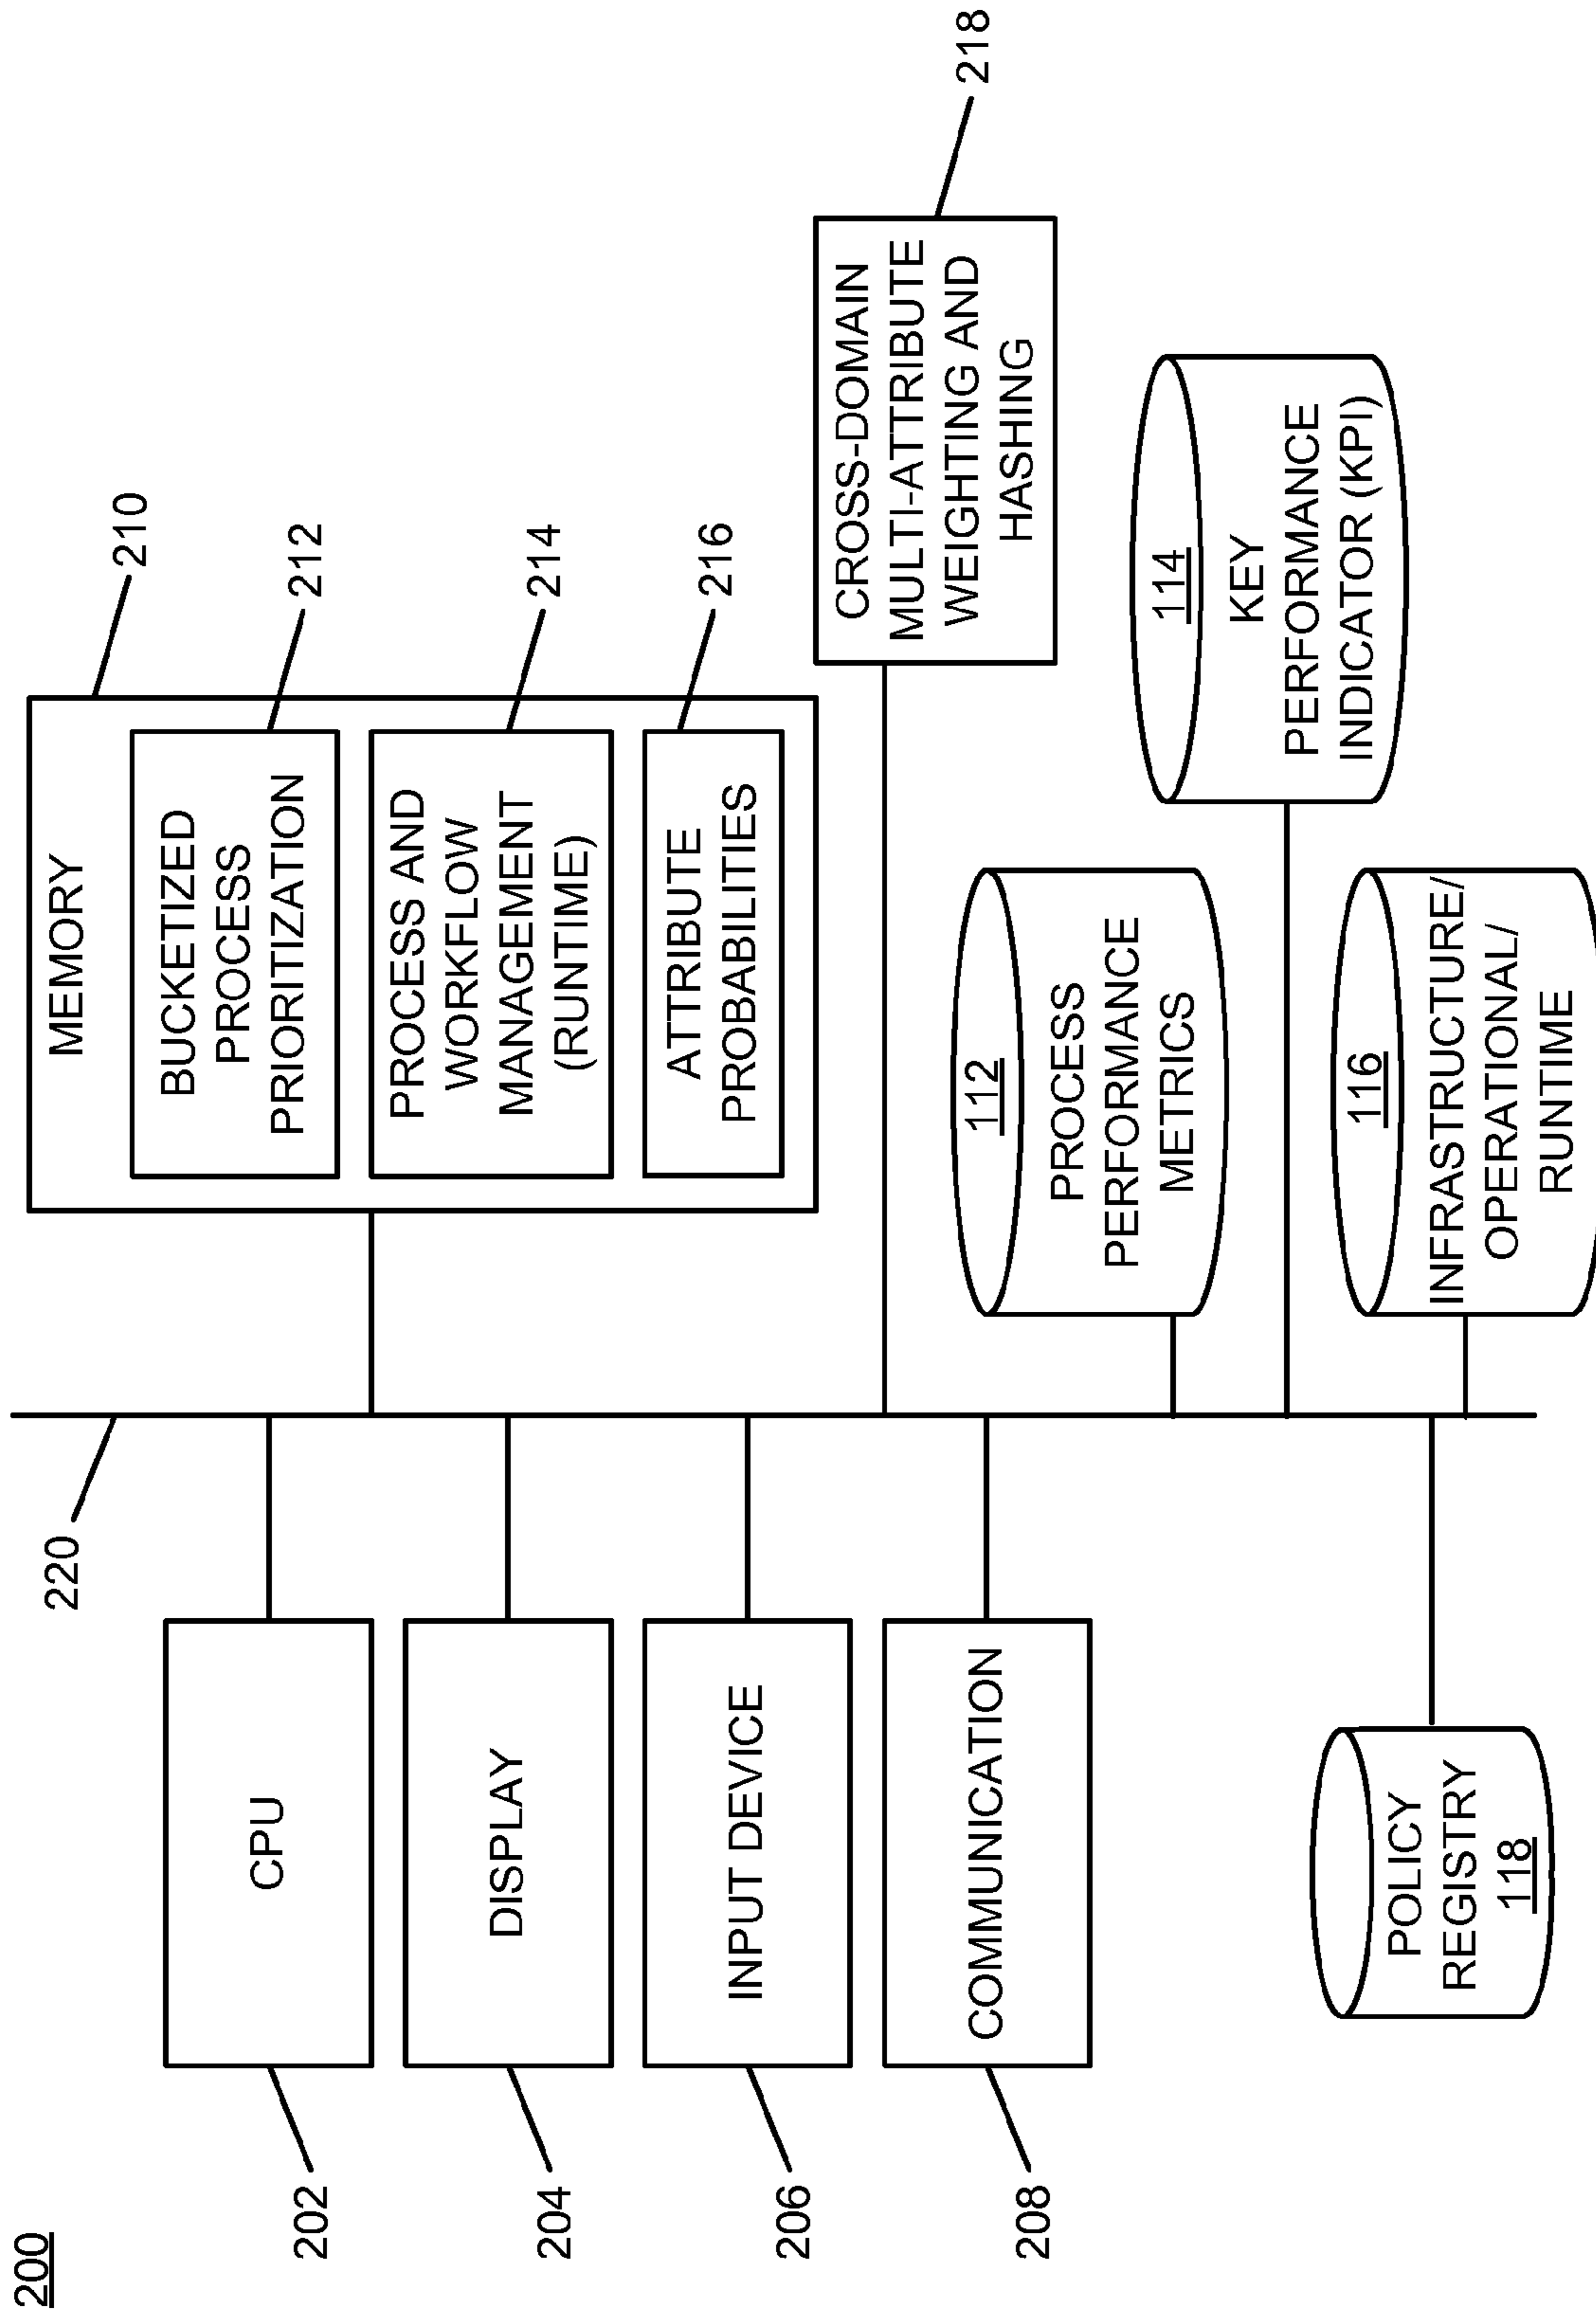 200
202
CPU
204
DISPLAY
206
INPUT DEVICE
208
COMMUNICATION
POLICY
REGISTRY
118
220
MEMORY
210
BUCKETIZED
PROCESS
PRIORITIZATION
212
PROCESS AND
WORKFLOW
MANAGEMENT
(RUNTIME)
214
ATTRIBUTE
PROBABILITIES
216
CROSS-DOMAIN
MULTI-ATTRIBUTE
WEIGHTING AND
HASHING
218
112
PROCESS
PERFORMANCE
METRICS
114
KEY
PERFORMANCE
INDICATOR (KPI)
116
INFRASTRUCTURE/
OPERATIONAL/
RUNTIME